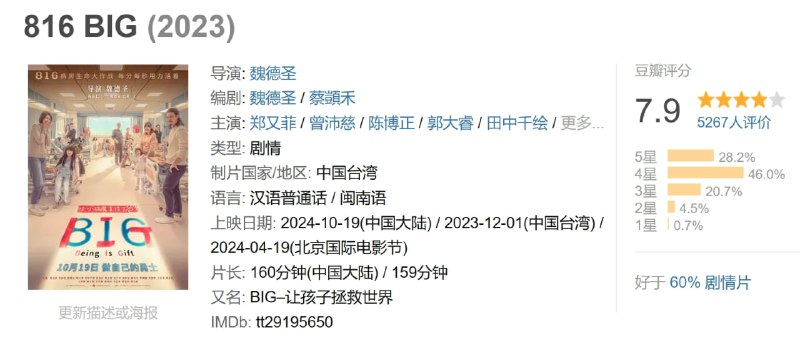 816 BIG (2023)
816病房生命大作战 每分每秒用力活着
导演 魏德圣
BIG
Being Is Gift
10月19日 做自己的勇士
更新描述或海报
导演: 魏德圣
编剧: 魏德圣 / 蔡顗禾
主演: 郑又菲 / 曾沛慈 / 陈博正 / 郭大睿 / 田中千绘 / 更多...
类型: 剧情
制片国家/地区: 中国台湾
语言: 汉语普通话 / 闽南语
上映日期: 2024-10-19(中国大陆) / 2023-12-01(中国台湾) /
2024-04-19(北京国际电影节)
片长: 160分钟(中国大陆) / 159分钟
又名: BIG–让孩子拯救世界
IMDb: tt29195650
豆瓣评分
7.9
5267人评价
5星 28.2%
4星 46.0%
3星 20.7%
2星 4.5%
1星 0.7%
好于 60% 剧情片